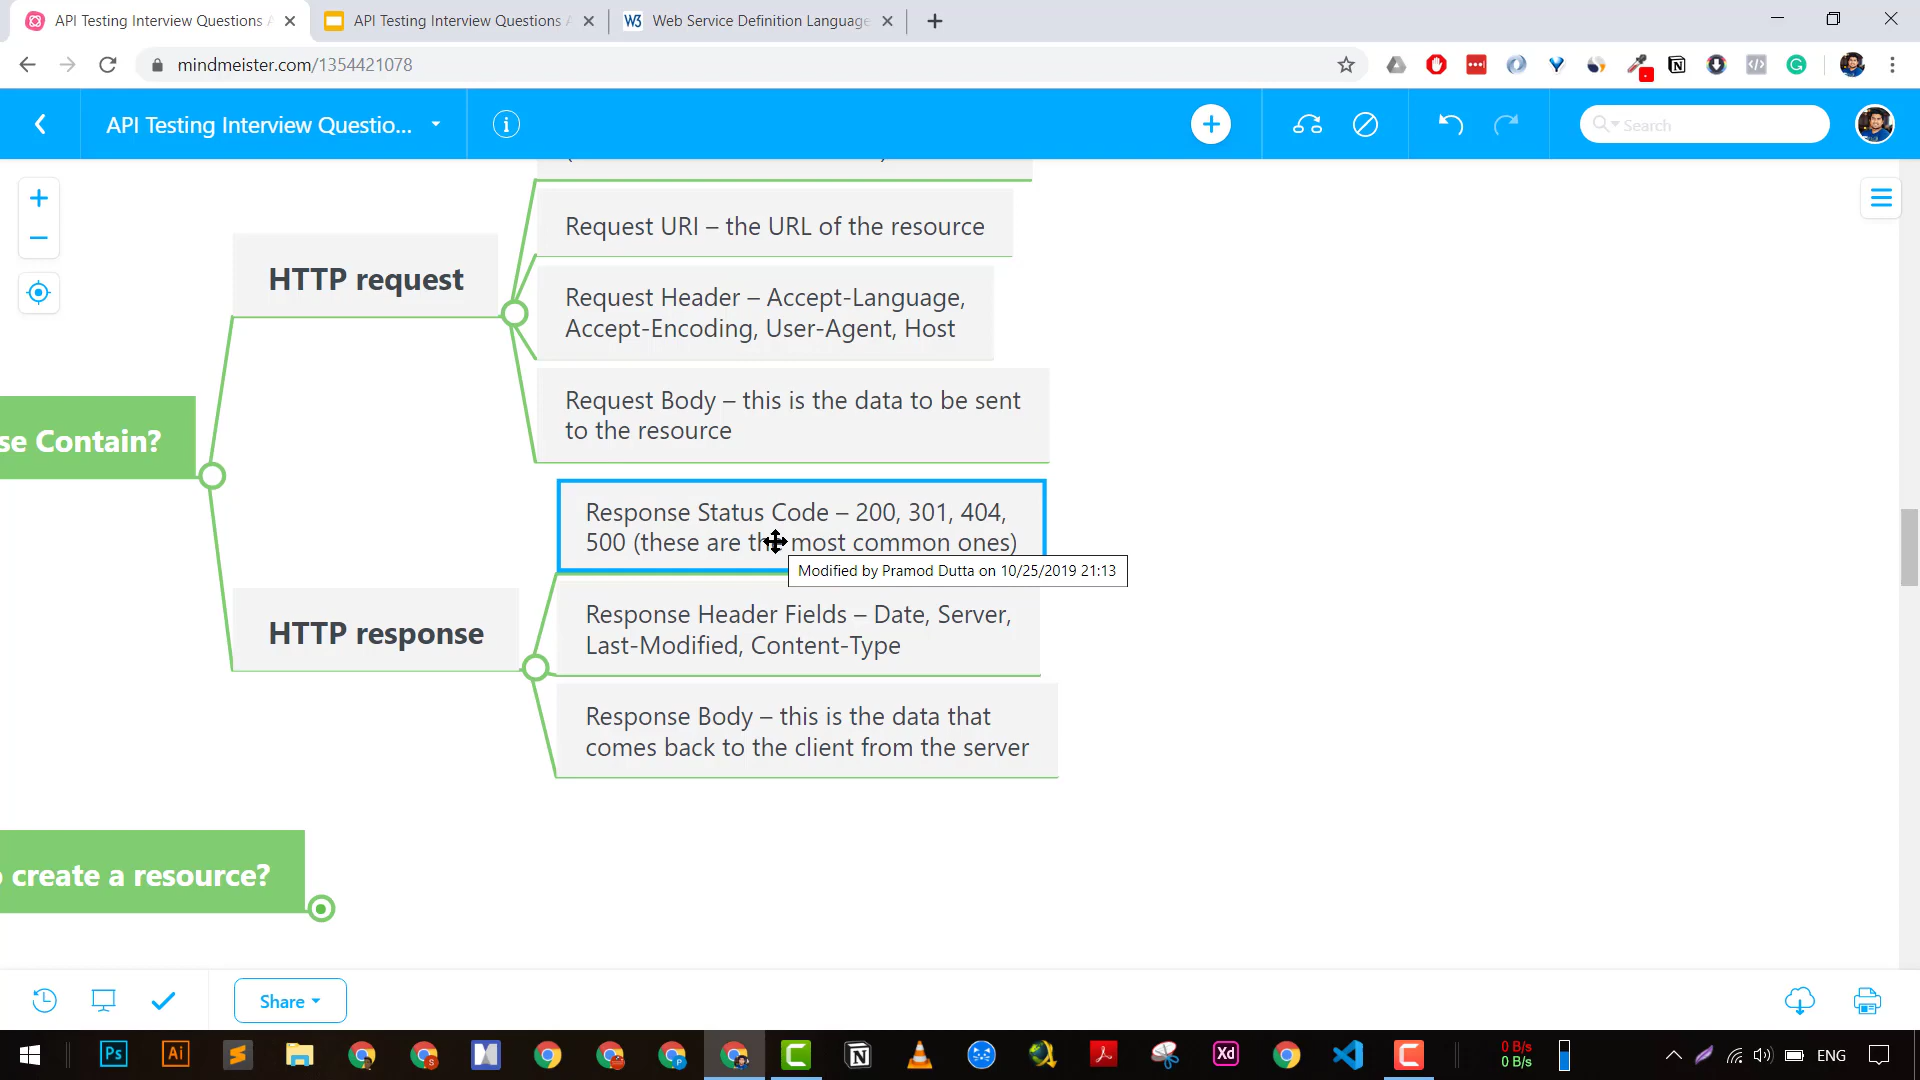 API Testing Interview Questions A
API Testing Interview Questions A
W3
Web Service Definition Language
mindmeister.com/1354421078
API Testing Interview Questio...
Search
Request URI – the URL of the resource
HTTP request
Request Header – Accept-Language,
Accept-Encoding, User-Agent, Host
Request Body – this is the data to be sent
to the resource
se Contain?
Response Status Code – 200, 301, 404,
500 (these are the most common ones)
Modified by Pramod Dutta on 10/25/2019 21:13
HTTP response
Response Header Fields – Date, Server,
Last-Modified, Content-Type
Response Body – this is the data that
comes back to the client from the server
o create a resource?
Share
Ps
Ai
Xd
0 B/s
0 B/s
ENG